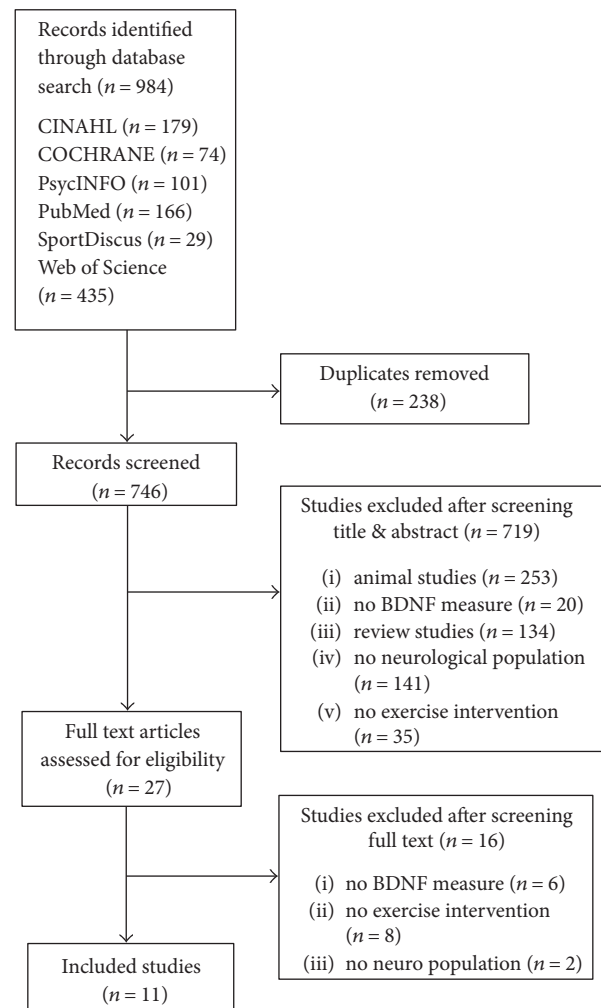 Records identified
through database
search (n = 984)
CINAHL (n = 179)
COCHRANE (n = 74)
PsycINFO (n = 101)
PubMed (n = 166)
SportDiscus (n = 29)
Web of Science
(n = 435)
Duplicates removed
(n = 238)
Records screened
(n = 746)
Studies excluded after screening
title & abstract (n = 719)
(i) animal studies (n = 253)
(ii) no BDNF measure (n = 20)
(iii) review studies (n = 134)
(iv) no neurological population
(n = 141)
(v) no exercise intervention
(n = 35)
Full text articles
assessed for eligibility
(n = 27)
Studies excluded after screening
full text (n = 16)
(i) no BDNF measure (n = 6)
(ii) no exercise intervention
(n = 8)
(iii) no neuro population (n = 2)
Included studies
(n = 11)